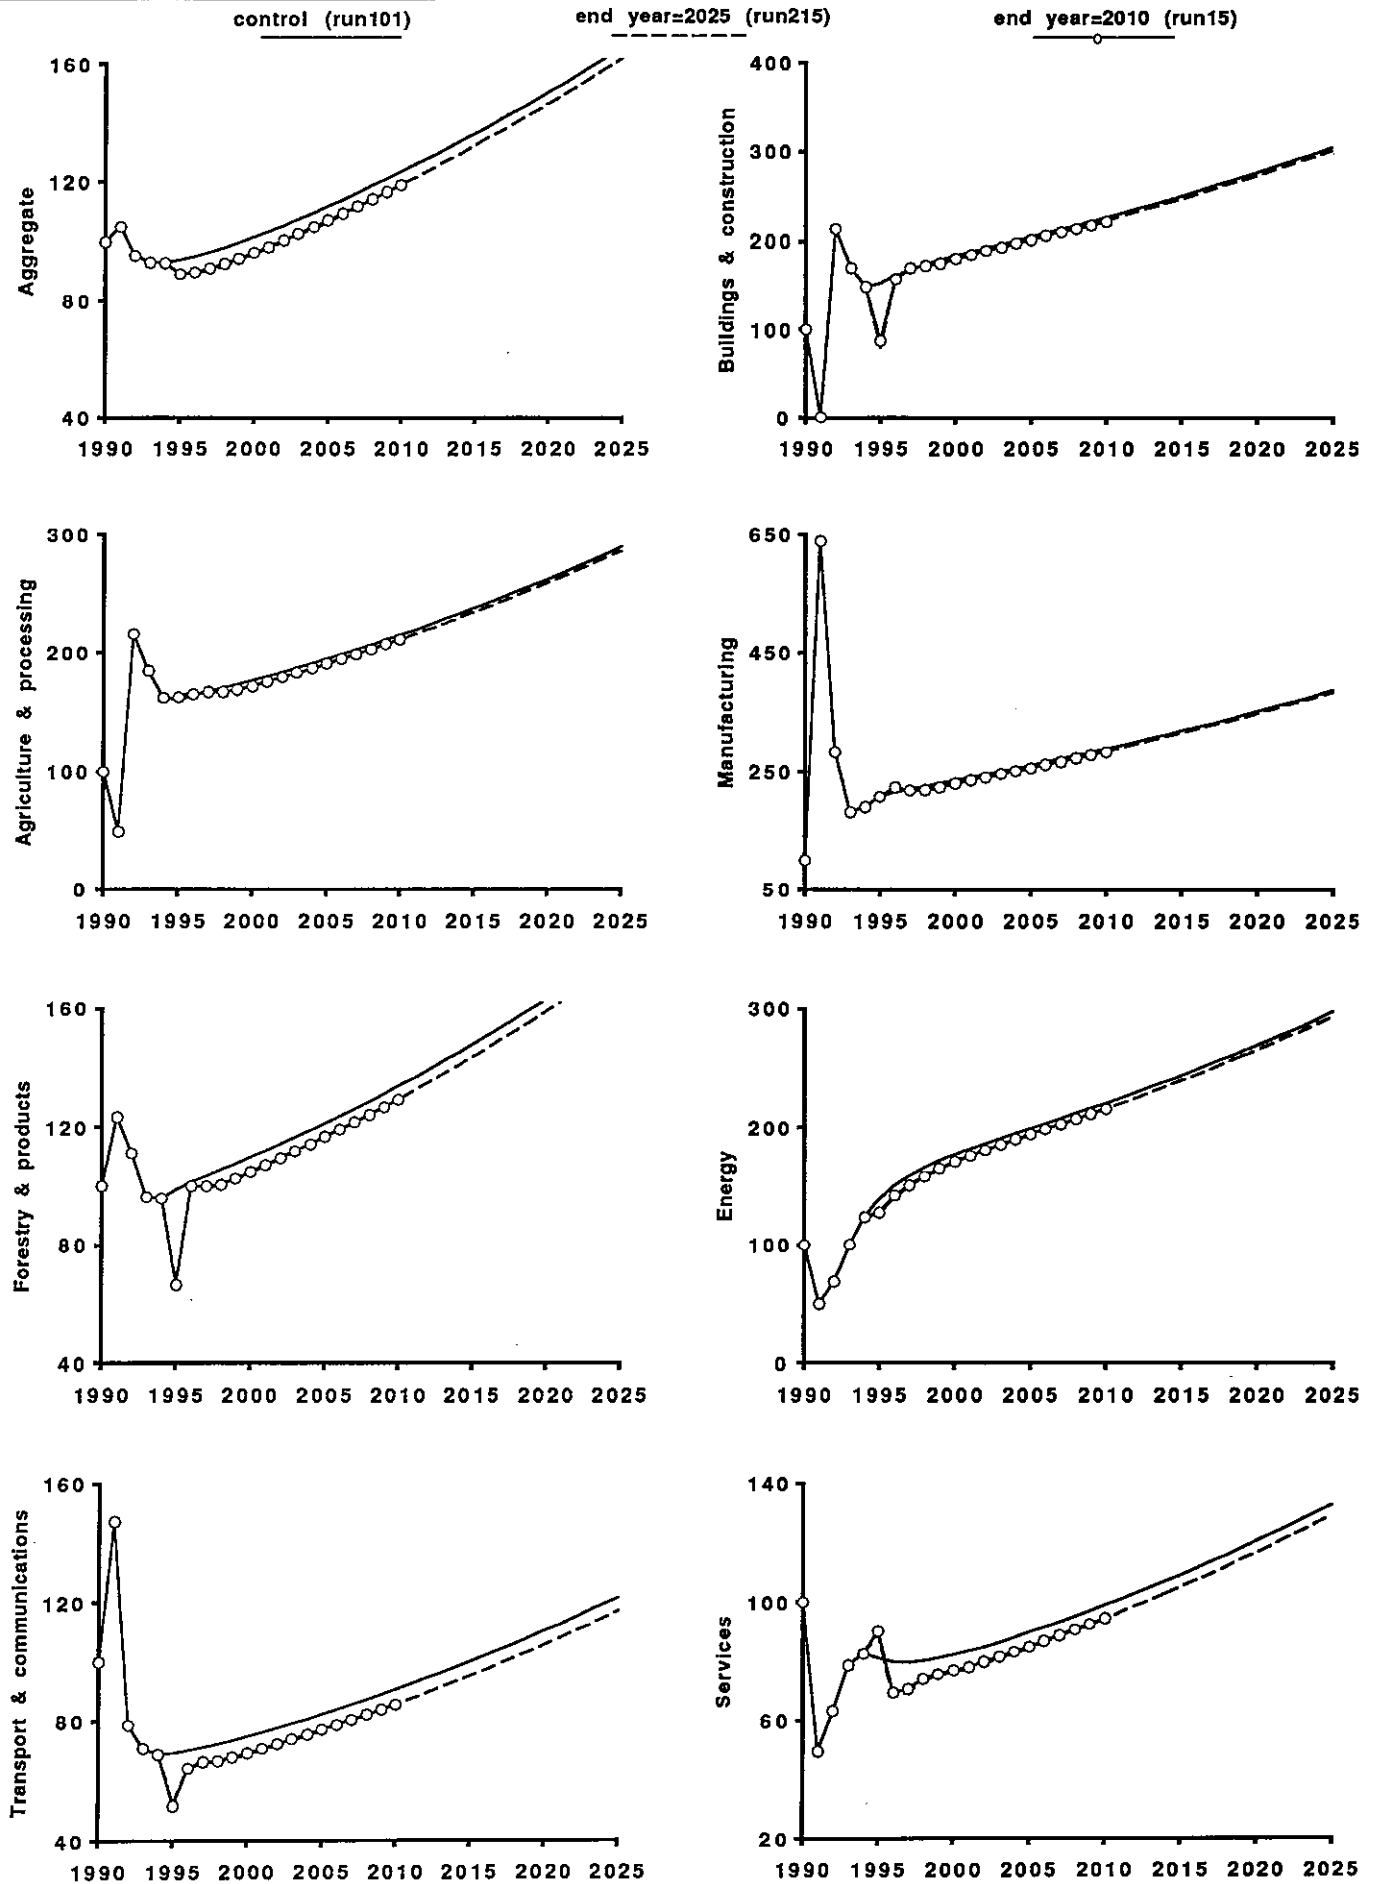 control (run101) end year=2025 (run215) end year=2010 (run15)
Aggregate
160
120
80
40
1990 1995 2000 2005 2010 2015 2020 2025
Buildings & construction
400
300
200
100
0
1990 1995 2000 2005 2010 2015 2020 2025
Agriculture & processing
300
200
100
0
1990 1995 2000 2005 2010 2015 2020 2025
Manufacturing
650
450
250
50
1990 1995 2000 2005 2010 2015 2020 2025
Forestry & products
160
120
80
40
1990 1995 2000 2005 2010 2015 2020 2025
Energy
300
200
100
0
1990 1995 2000 2005 2010 2015 2020 2025
Transport & communications
160
120
80
40
1990 1995 2000 2005 2010 2015 2020 2025
Services
140
100
60
20
1990 1995 2000 2005 2010 2015 2020 2025